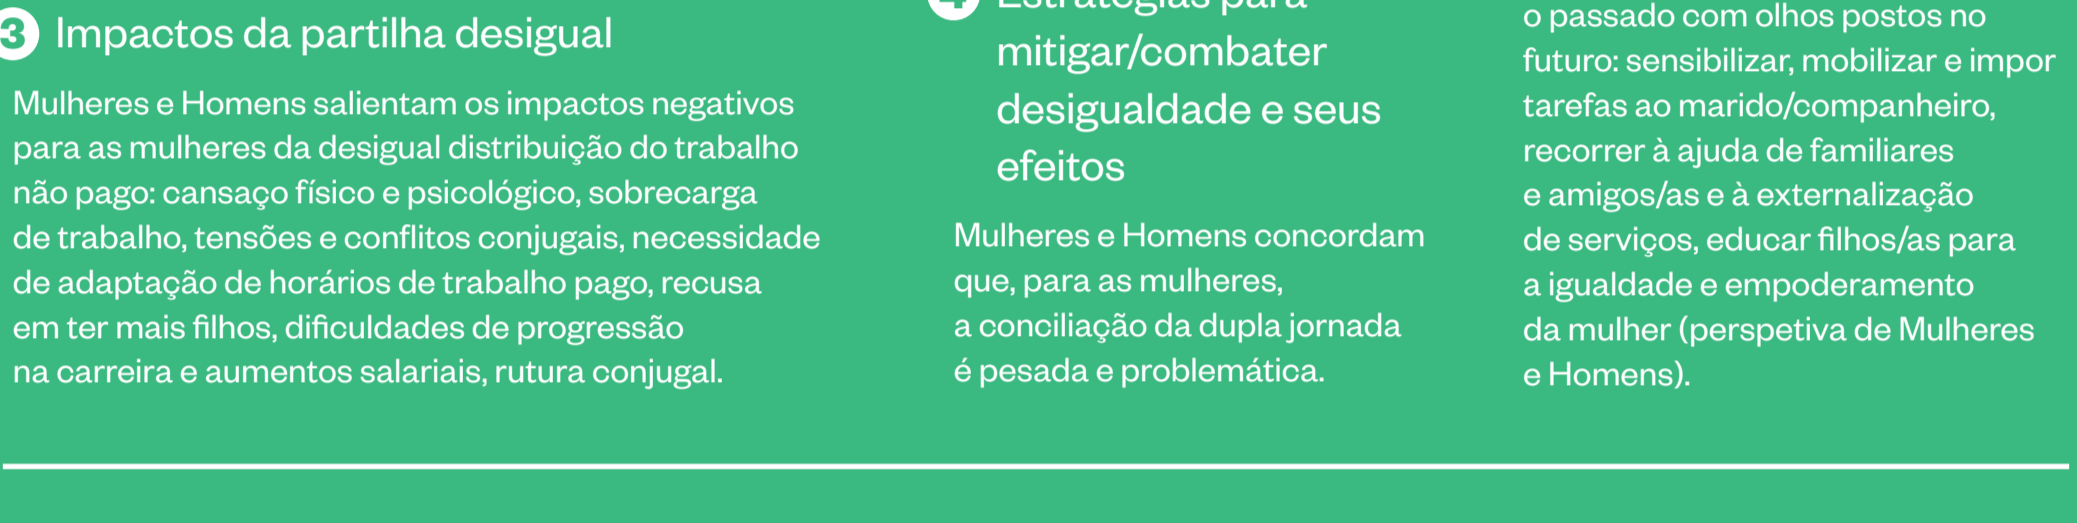 3 Impactos da partilha desigual
Mulheres e Homens salientam os impactos negativos
para as mulheres da desigual distribuição do trabalho
não pago: cansaço físico e psicológico, sobrecarga
de trabalho, tensões e conflitos conjugais, necessidade
de adaptação de horários de trabalho pago, recusa
em ter mais filhos, dificuldades de progressão
na carreira e aumentos salariais, rutura conjugal.
4 Estratégias para
mitigar/combater
desigualdade e seus
efeitos
Mulheres e Homens concordam
que, para as mulheres,
a conciliação da dupla jornada
é pesada e problemática.
o passado com olhos postos no
futuro: sensibilizar, mobilizar e impor
tarefas ao marido/companheiro,
recorrer à ajuda de familiares
e amigos/as e à externalização
de serviços, educar filhos/as para
a igualdade e empoderamento
da mulher (perspetiva de Mulheres
e Homens).